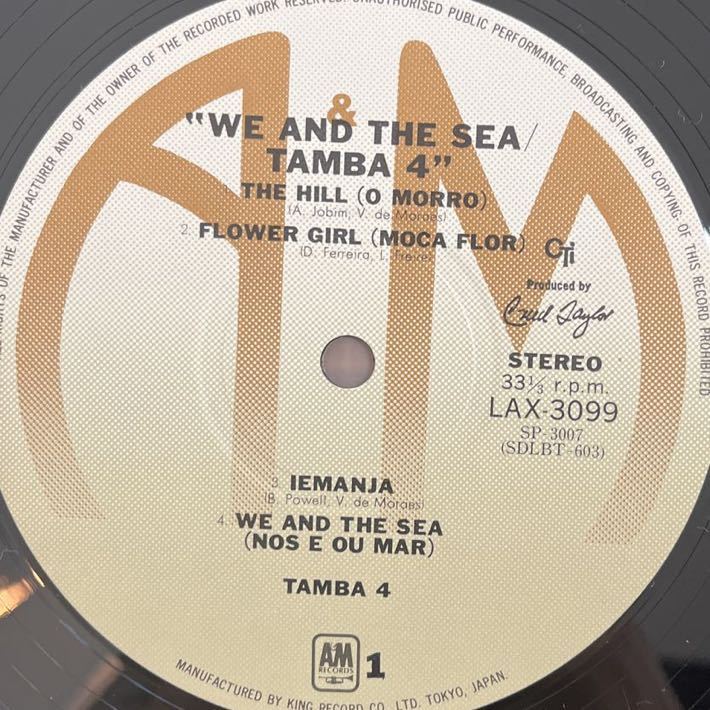 ALL RIGHTS OF THE MANUFACTURER AND OF THE OWNER OF THE RECORDED WORK RESERVED. UNAUTHORISED PUBLIC PERFORMANCE, BROADCASTING AND COPYING OF THIS RECORD PROHIBITED
&
"WE AND THE SEA/
TAMBA 4"
THE HILL (O MORRO)
(A. Jobim, V. de Moraes)
2. FLOWER GIRL (MOCA FLOR)
(D. Ferreira, L. Freire)
CTi
Produced by
Creed Taylor
STEREO
33⅓ r.p.m.
LAX-3099
SP-3007
(SDLBT-603)
3. IEMANJA
(B. Powell, V. de Moraes)
4. WE AND THE SEA
(NOS E OU MAR)
TAMBA 4
A&M
RECORDS
1
MANUFACTURED BY KING RECORD CO. LTD. TOKYO, JAPAN.